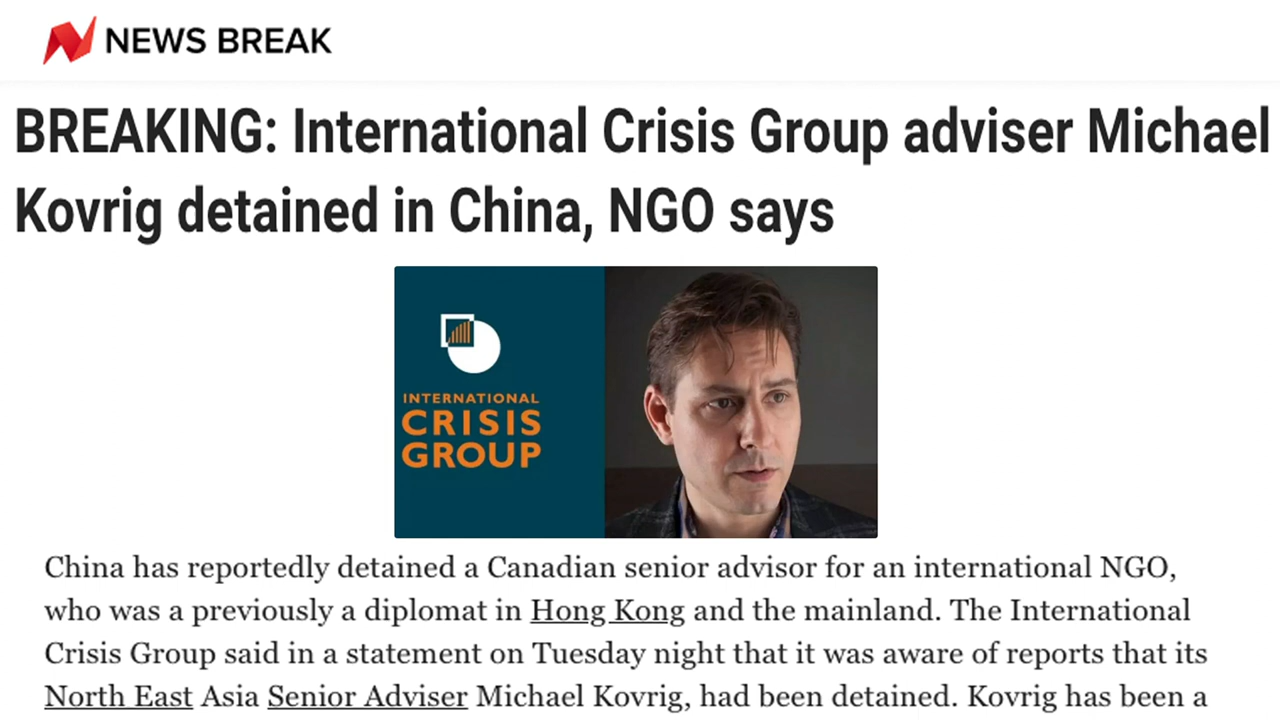 NEWS BREAK
BREAKING: International Crisis Group adviser Michael
Kovrig detained in China, NGO says
INTERNATIONAL
CRISIS
GROUP
China has reportedly detained a Canadian senior advisor for an international NGO,
who was a previously a diplomat in Hong Kong and the mainland. The International
Crisis Group said in a statement on Tuesday night that it was aware of reports that its
North East Asia Senior Adviser Michael Kovrig, had been detained. Kovrig has been a